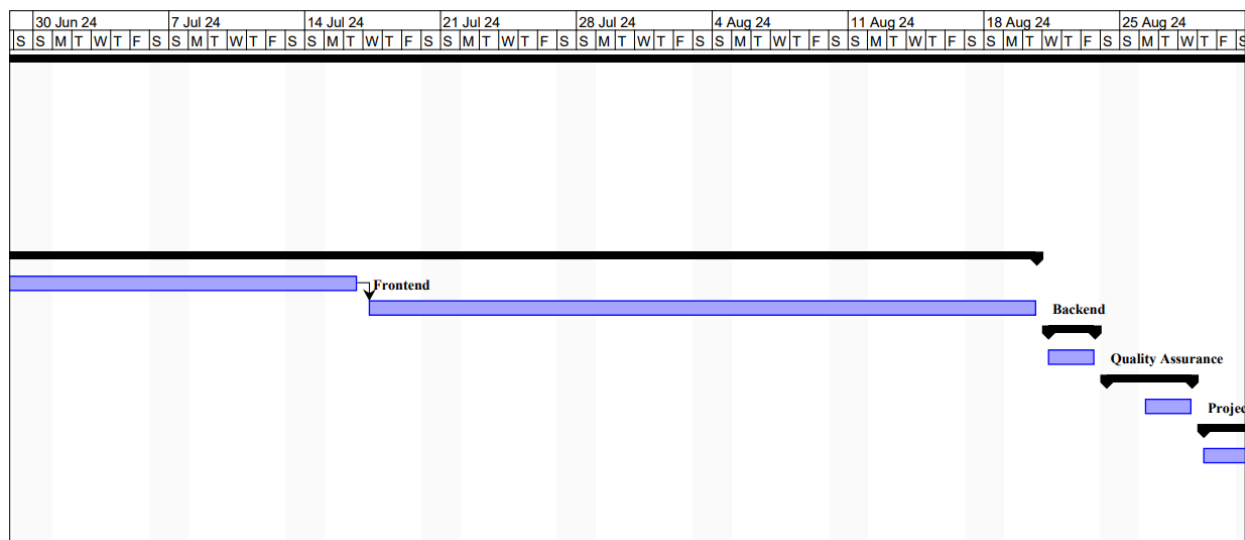 30 Jun 24 7 Jul 24 14 Jul 24 21 Jul 24 28 Jul 24 4 Aug 24 11 Aug 24 18 Aug 24 25 Aug 24
S S M T W T F S S M T W T F S S M T W T F S S M T W T F S S M T W T F S S M T W T F S S M T W T F S S M T W T F S S M T W T F S
Frontend
Backend
Quality Assurance
Projec